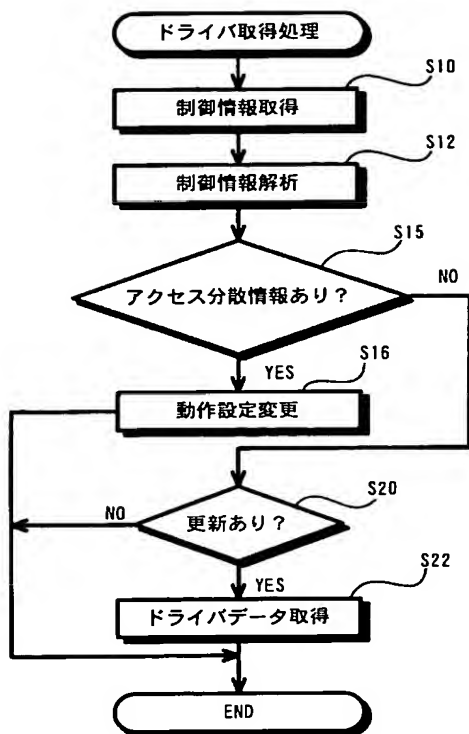 ドライバ取得処理
S10
制御情報取得
S12
制御情報解析
S15
アクセス分散情報あり？
NO
YES
S16
動作設定変更
S20
更新あり？
NO
YES
S22
ドライバデータ取得
END